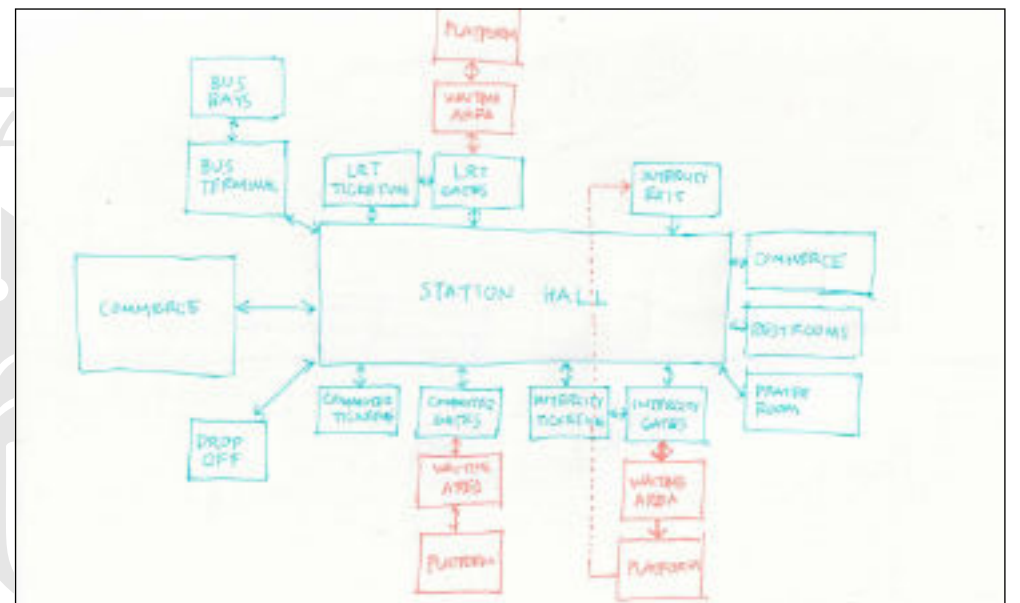 PLATFORM
WAITING
AREA
BUS
BAYS
BUS
TERMINAL
LRT
TICKETING
LRT
GATES
INTERCITY
EXIT
STATION HALL
COMMERCE
COMMERCE
RESTROOMS
PRAYER
ROOM
COMMUTER
TICKETING
COMMUTER
GATES
INTERCITY
TICKETING
INTERCITY
GATES
DROP
OFF
WAITING
AREA
WAITING
AREA
PLATFORM
PLATFORM